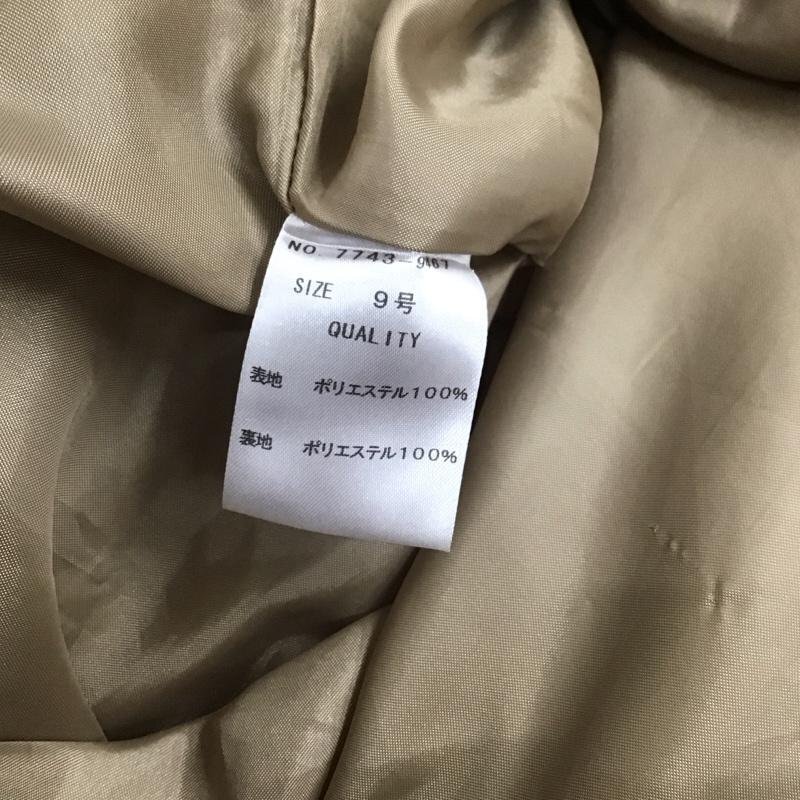 NO. 7743-9461
SIZE 9号
QUALITY
表地 ポリエステル100%
裏地 ポリエステル100%